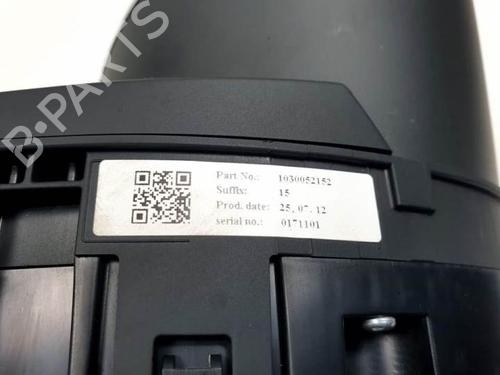 B-PARTS
Part No.: 1030052152
Suffix: 15
Prod. date: 25, 07. 12
serial no.: 0171101